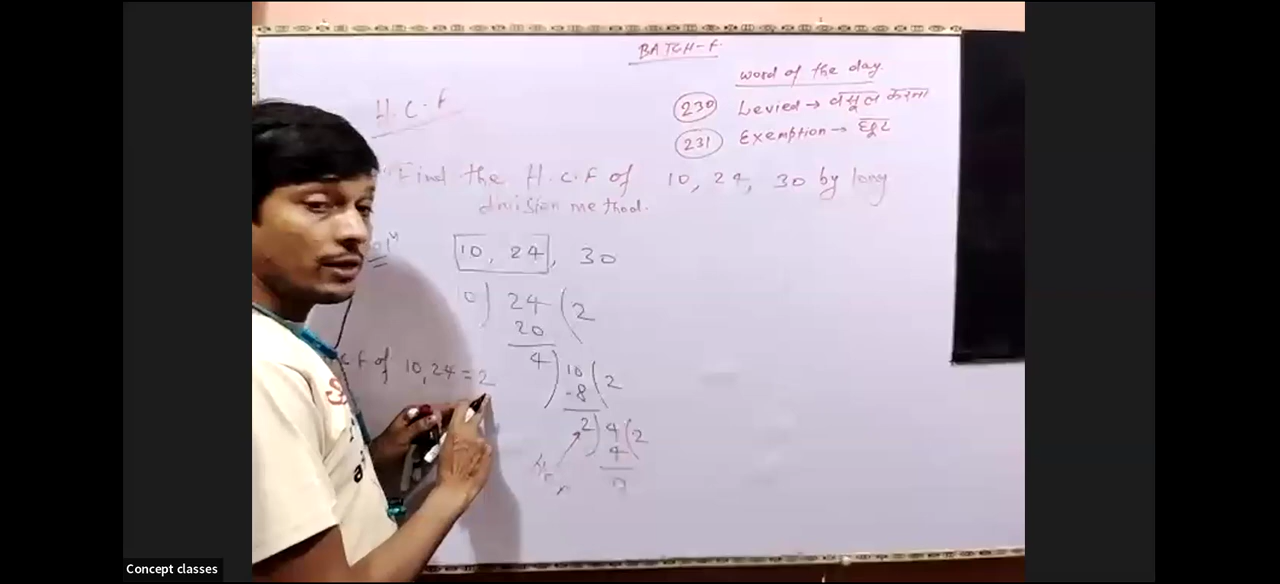 BATCH-F.
word of the day.
H.C.F
230 Levied → वसूल करना
231 Exemption → छूट
Find the H.C.F of 10, 24, 30 by long
division method.
10, 24, 30
0) 24 (2
20
4) 10 (2
-8
2) 4 (2
4
0
F of 10, 24 = 2
Concept classes